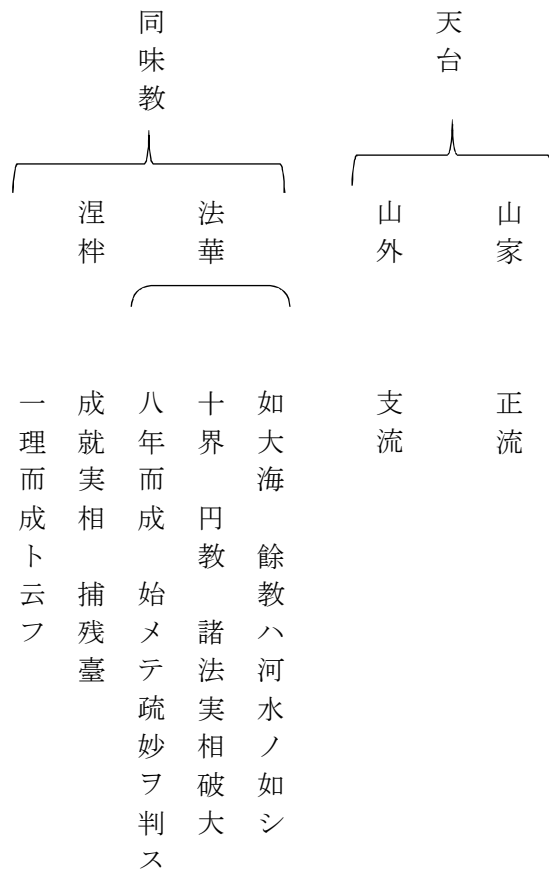 天台
山家
正流
山外
支流
同味教
法華
如大海 餘教ハ河水ノ如シ
十界 円教 諸法実相破大
八年而成 始メテ疏妙ヲ判ス
涅柈
成就実相 捕残臺
一理而成ト云フ